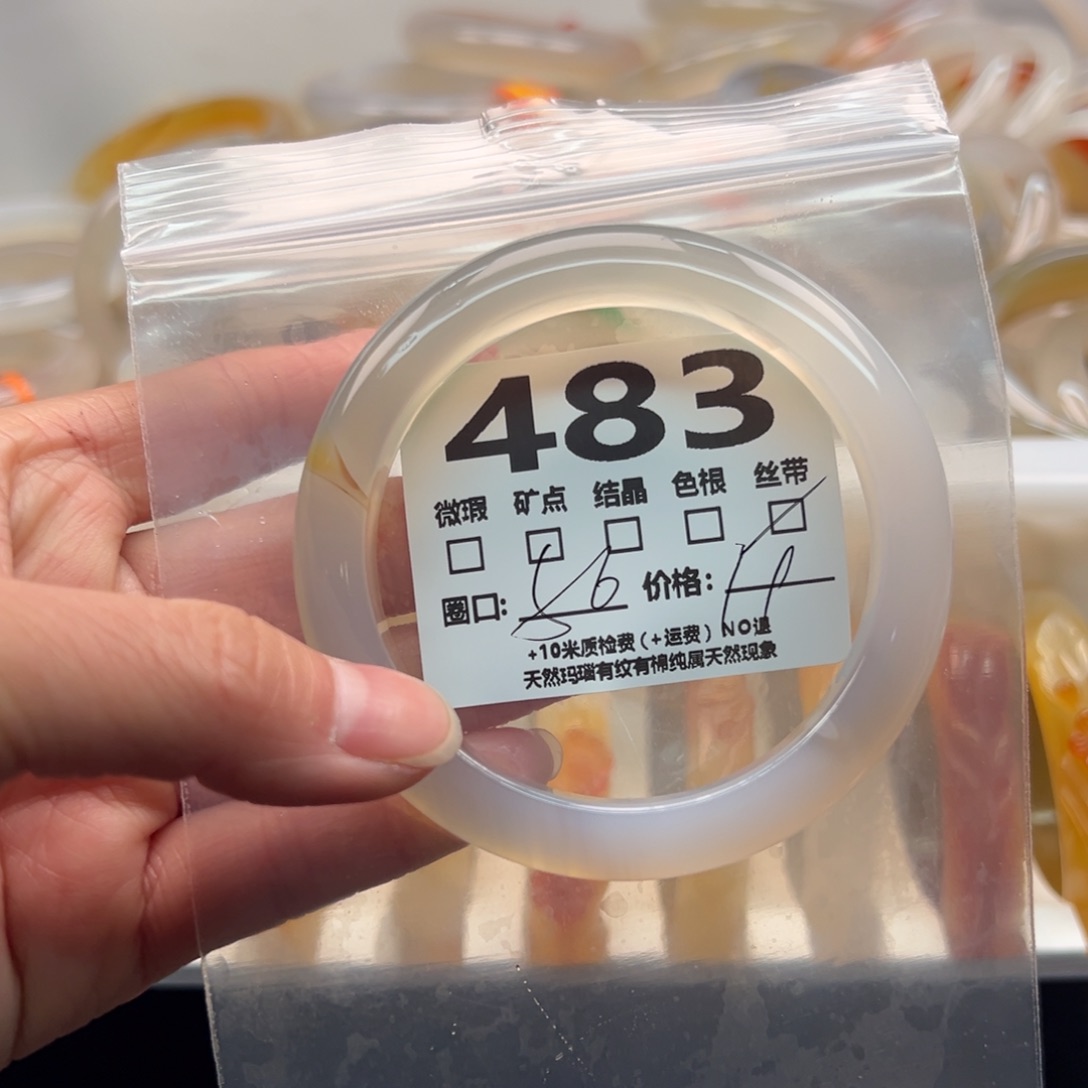 483
微瑕 矿点 结晶 色根 丝带
圈口: 56 价格:
+10米质检费(+运费) NO退
天然玛瑙有纹有棉纯属天然现象